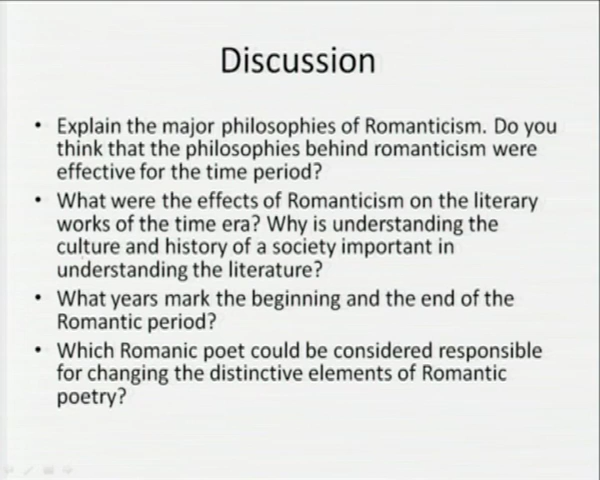 Discussion
• Explain the major philosophies of Romanticism. Do you
think that the philosophies behind romanticism were
effective for the time period?
• What were the effects of Romanticism on the literary
works of the time era? Why is understanding the
culture and history of a society important in
understanding the literature?
• What years mark the beginning and the end of the
Romantic period?
• Which Romanic poet could be considered responsible
for changing the distinctive elements of Romantic
poetry?